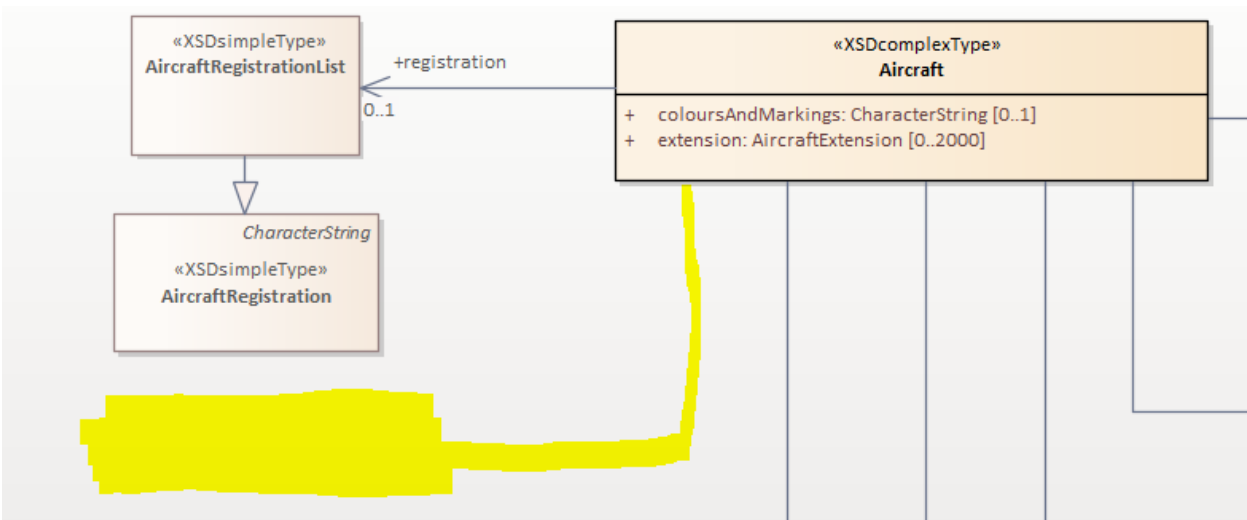 «XSDsimpleType»
AircraftRegistrationList
+registration
0..1
«XSDcomplexType»
Aircraft
+ coloursAndMarkings: CharacterString [0..1]
+ extension: AircraftExtension [0..2000]
CharacterString
«XSDsimpleType»
AircraftRegistration